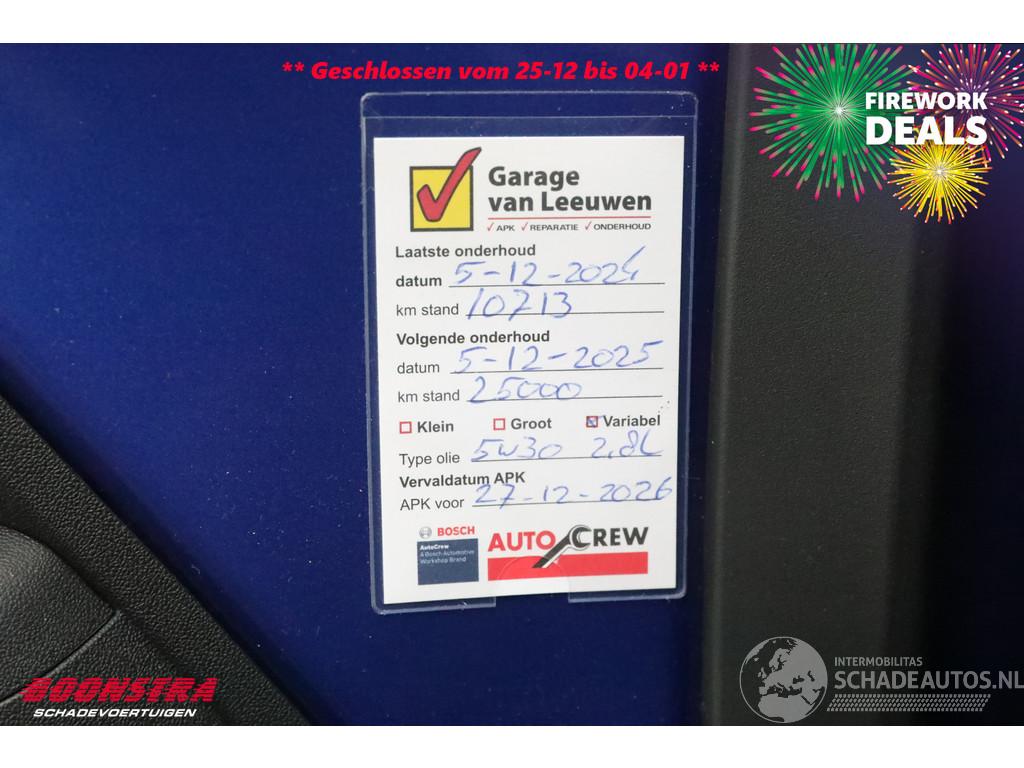 ** Geschlossen vom 25-12 bis 04-01 **
FIREWORK
DEALS
Garage
van Leeuwen
APK REPARATIE ONDERHOUD
Laatste onderhoud
datum 5-12-2024
km stand 10713
Volgende onderhoud
datum 5-12-2025
km stand 25000
Klein Groot Variabel
Type olie 5W30 2,8L
Vervaldatum APK
APK voor 27-12-2026
BOSCH
AutoCrew
A Bosch Automotive
Workshop Brand
AUTO CREW
BOONSTRA
SCHADEVOERTUIGEN
INTERMOBILITAS
SCHADEAUTOS.NL